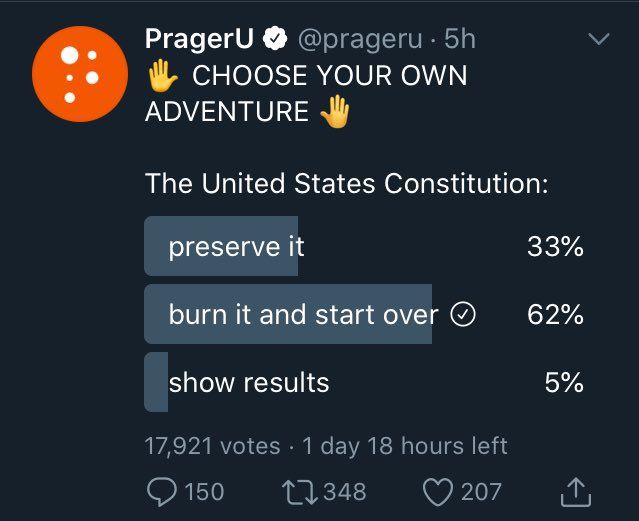 PragerU @prageru · 5h
✋ CHOOSE YOUR OWN
ADVENTURE 🤚
The United States Constitution:
preserve it 33%
burn it and start over 62%
show results 5%
17,921 votes · 1 day 18 hours left
150 348 207